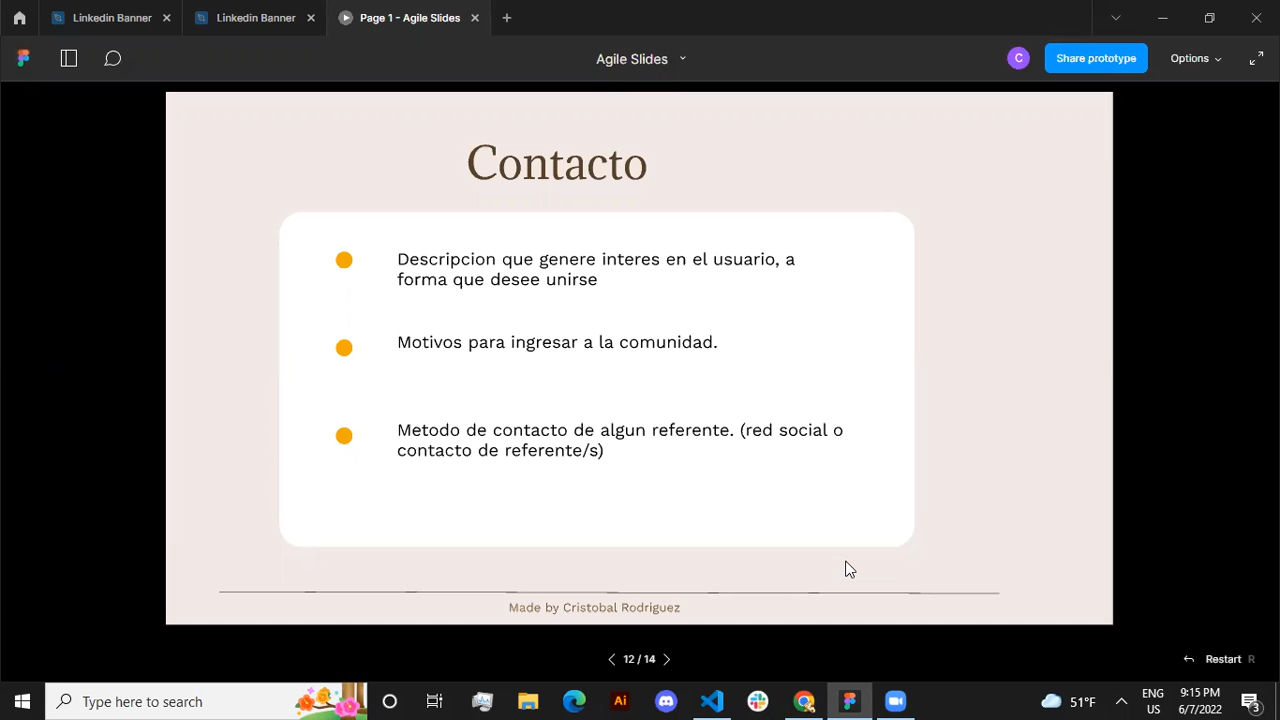 Linkedin Banner
Linkedin Banner
Page 1 - Agile Slides
Agile Slides
C
Share prototype
Options
Contacto
Descripcion que genere interes en el usuario, a
forma que desee unirse
Motivos para ingresar a la comunidad.
Metodo de contacto de algun referente. (red social o
contacto de referente/s)
Made by Cristobal Rodriguez
12 / 14
Restart R
Type here to search
Ai
51°F
ENG
US
9:15 PM
6/7/2022
3